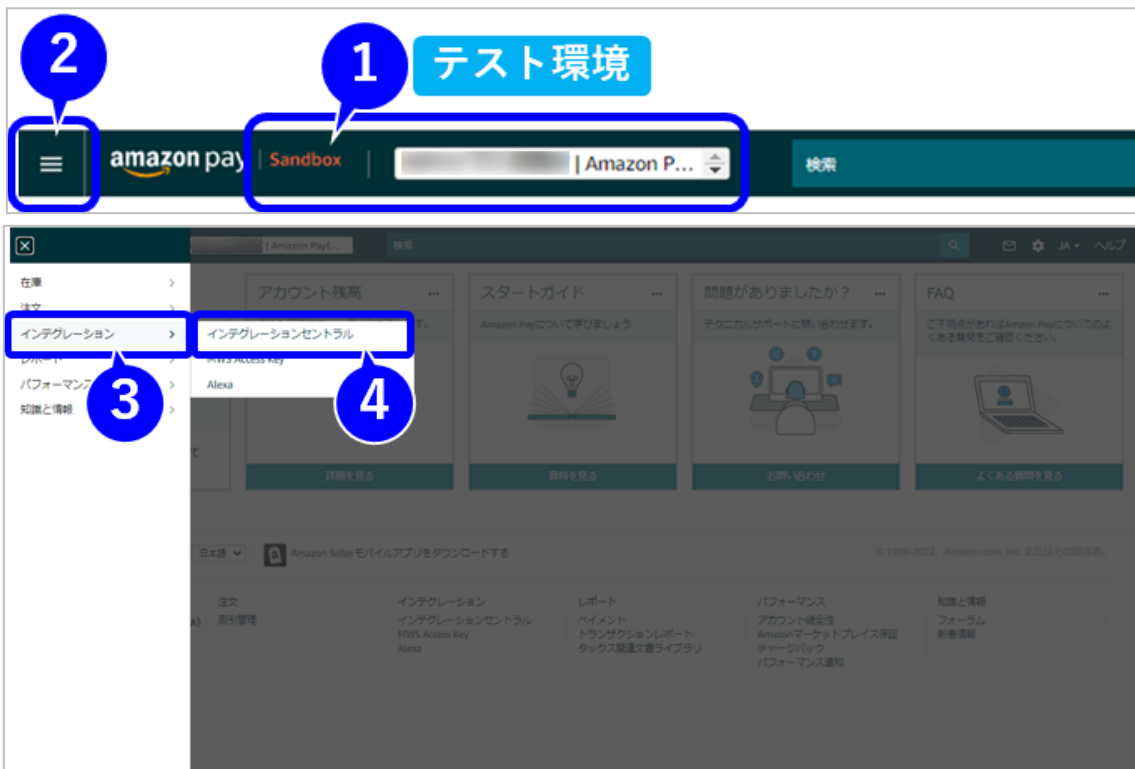 2
1
テスト環境
amazon pay
Sandbox
| Amazon P...
検索
| Amazon Pay(...
検索
JA
ヘルプ
在庫
注文
インテグレーション
インテグレーションセントラル
レポート
MWS Access Key
パフォーマンス
Alexa
知識と情報
3
4
アカウント残高
...
スタートガイド
...
問題がありましたか？
...
FAQ
...
す。
Amazon Payについて学びましょう
テクニカルサポートに問い合わせます。
ご不明点があればAmazon Payについてのよ
くある質問をご確認ください。
て
詳細を見る
資料を見る
お問い合わせ
よくある質問を見る
日本語
Amazon Sellerモバイルアプリをダウンロードする
© 1999-2022, Amazon.com, Inc. またはその関係者。
注文
取引管理
インテグレーション
インテグレーションセントラル
MWS Access Key
Alexa
レポート
ペイメント
トランザクションレポート
タックス関連文書ライブラリ
パフォーマンス
アカウント健全性
Amazonマーケットプレイス保証
チャージバック
パフォーマンス通知
知識と情報
フォーラム
新着情報